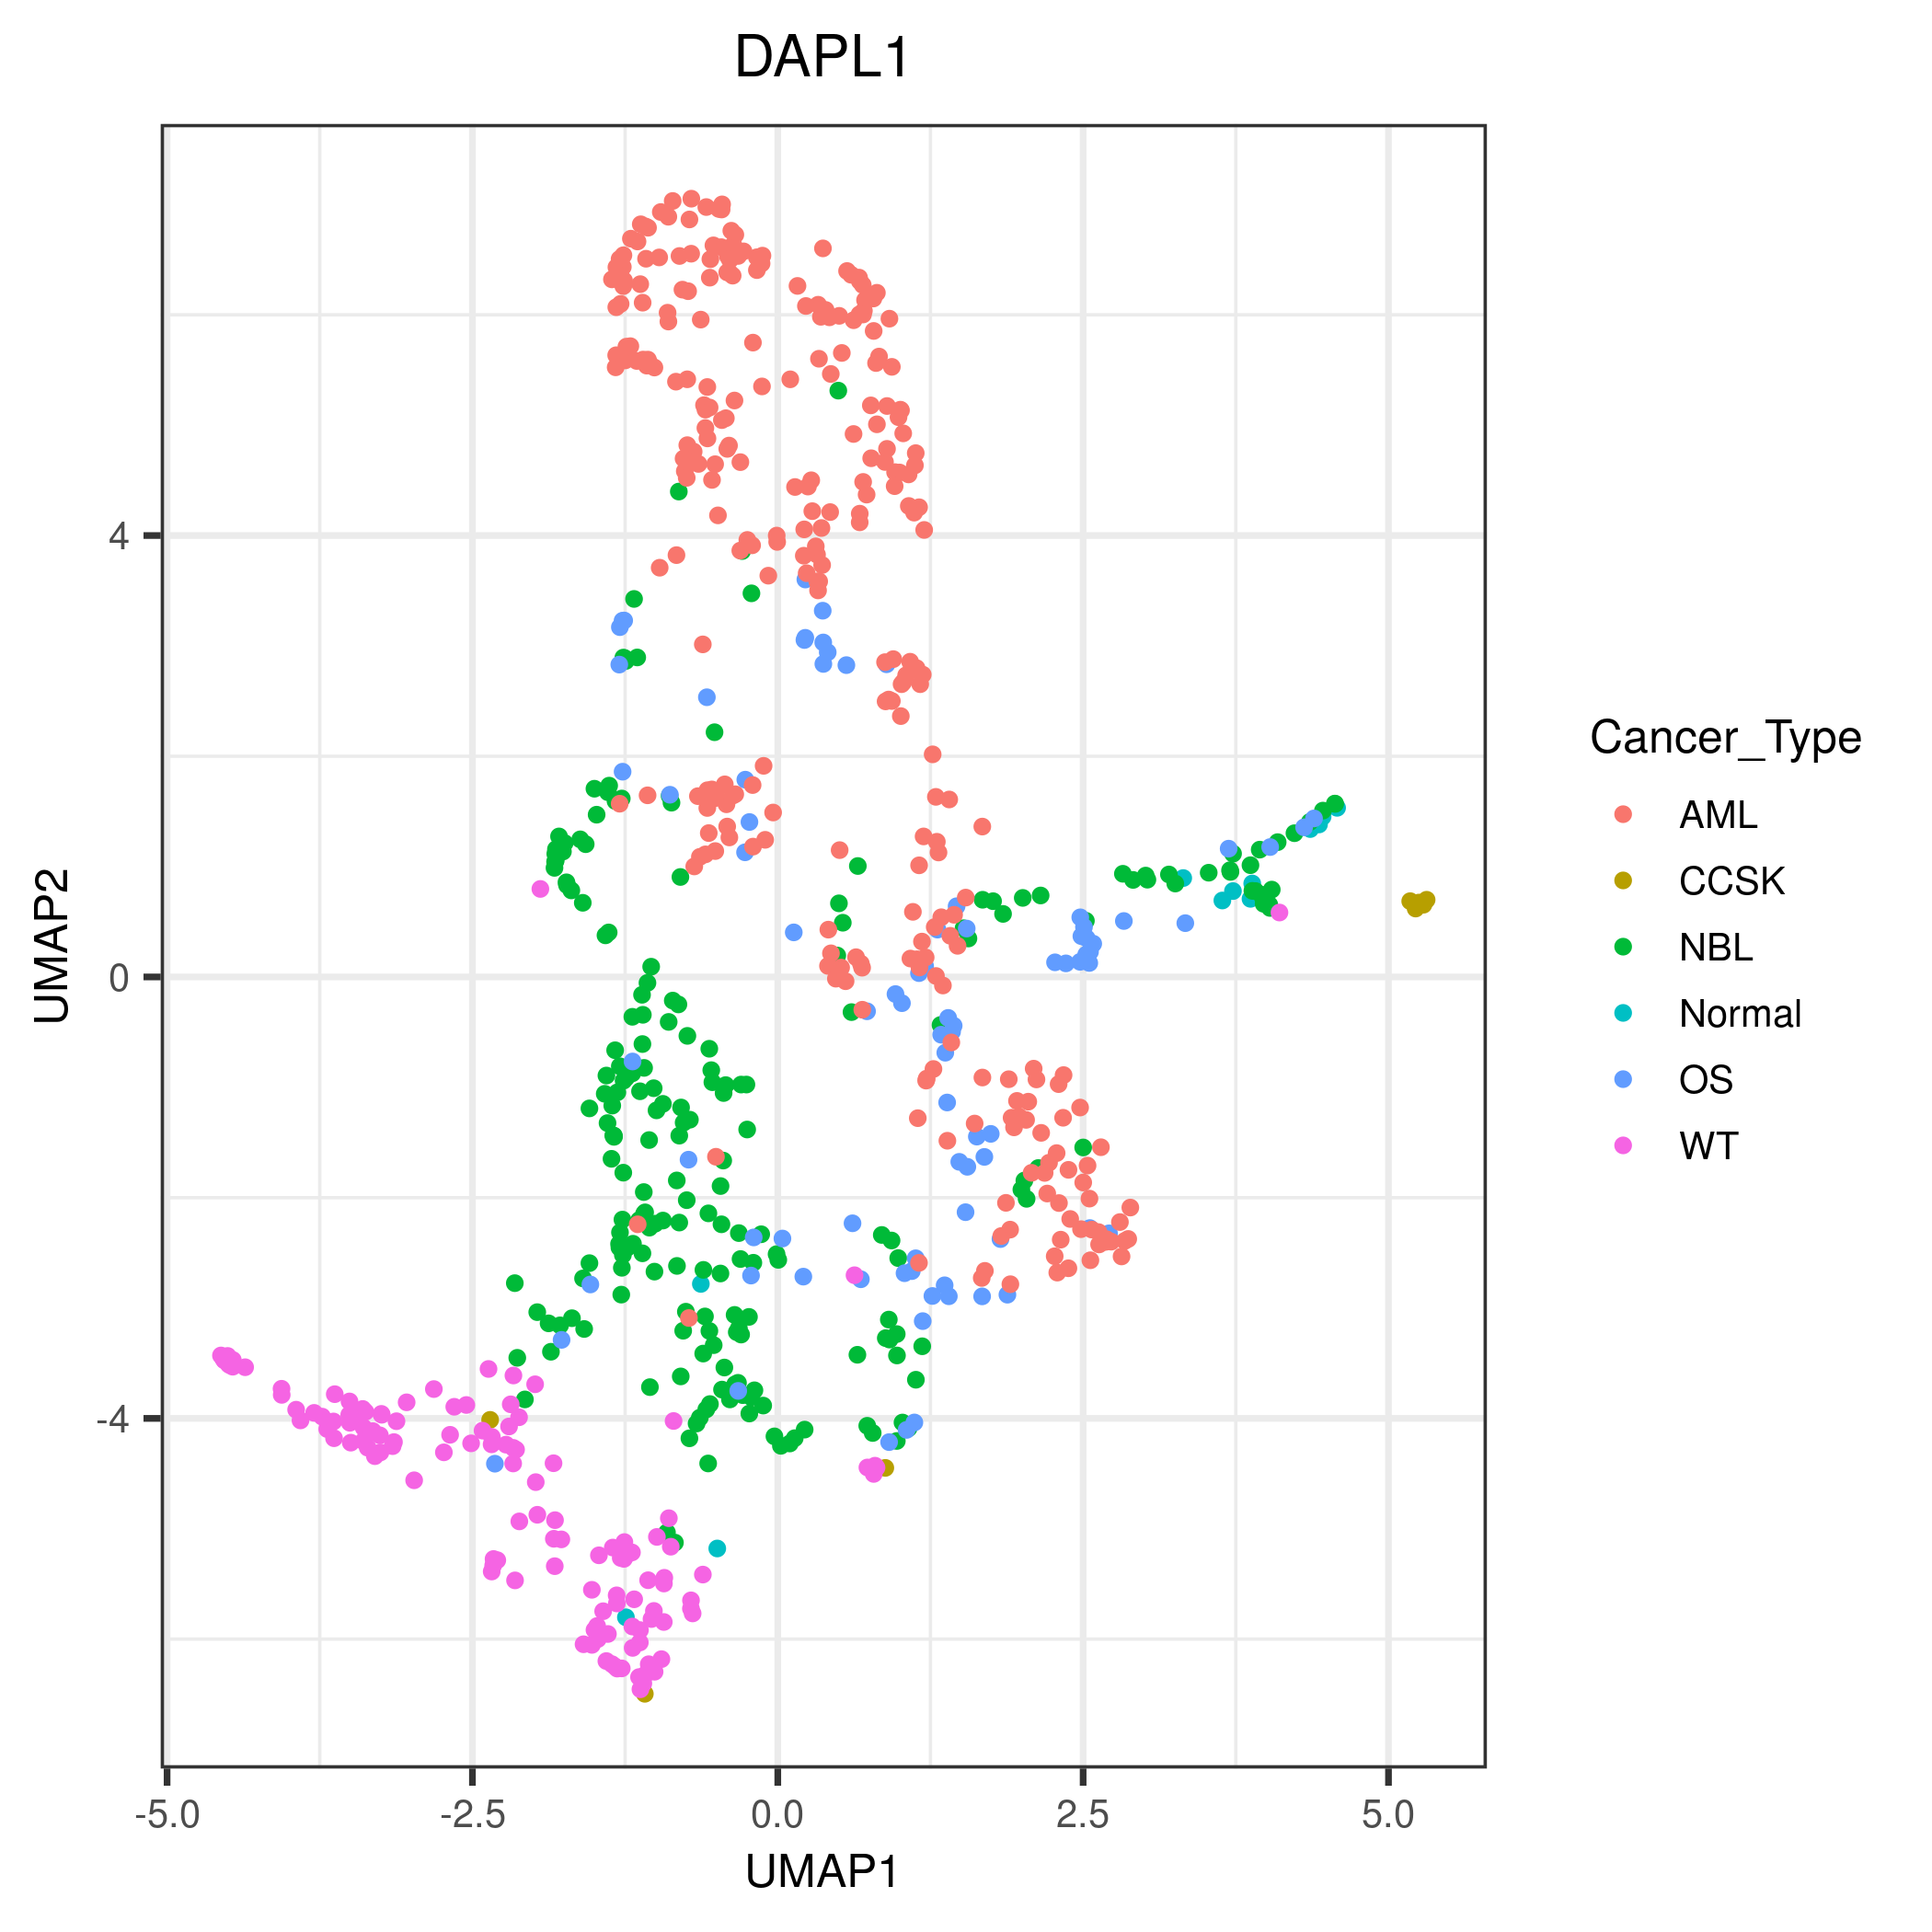 DAPL1
UMAP2
4
0
-4
-5.0 -2.5 0.0 2.5 5.0
UMAP1
Cancer_Type
AML
CCSK
NBL
Normal
OS
WT